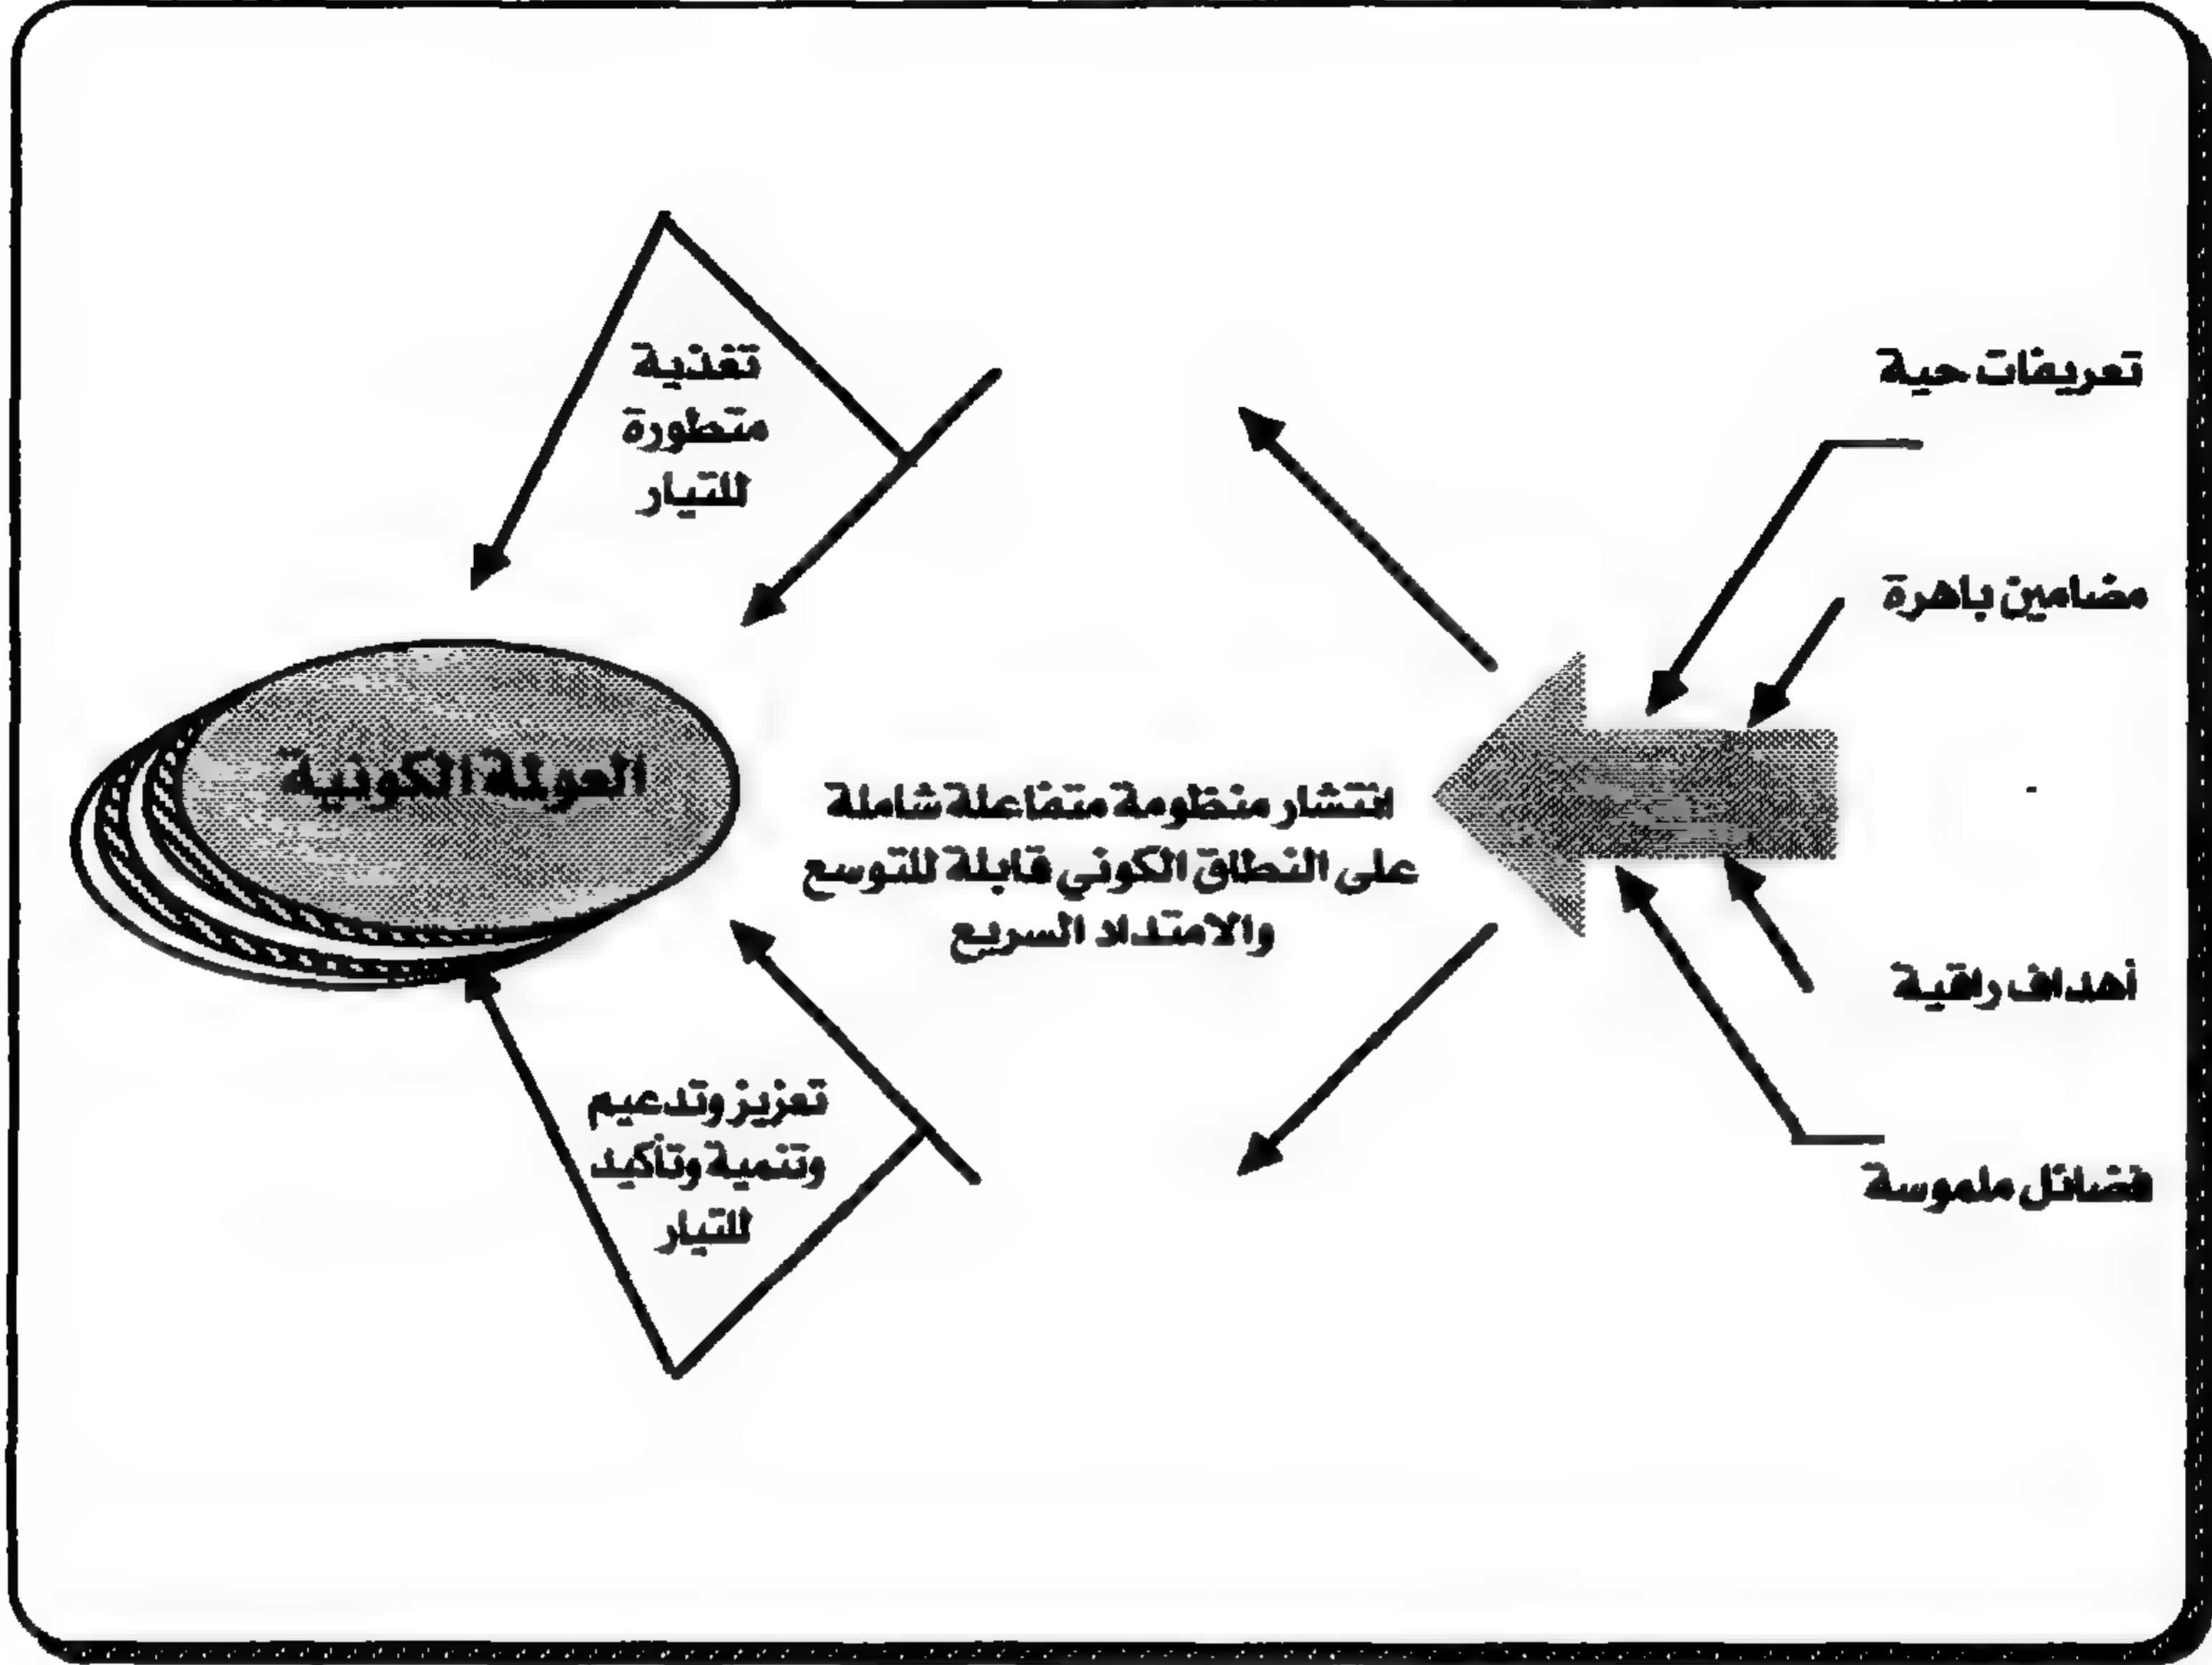 تعريفات حية
مضامين باهرة
أهداف راقية
فضائل ملموسة
انتشار منظومة متفاعلة شاملة
على النطاق الكوني قابلة للتوسع
والامتداد السريع
تغذية
متطورة
للتيار
تعزيز وتدعيم
وتنمية وتأكيد
للتيار
العولمة الكونية